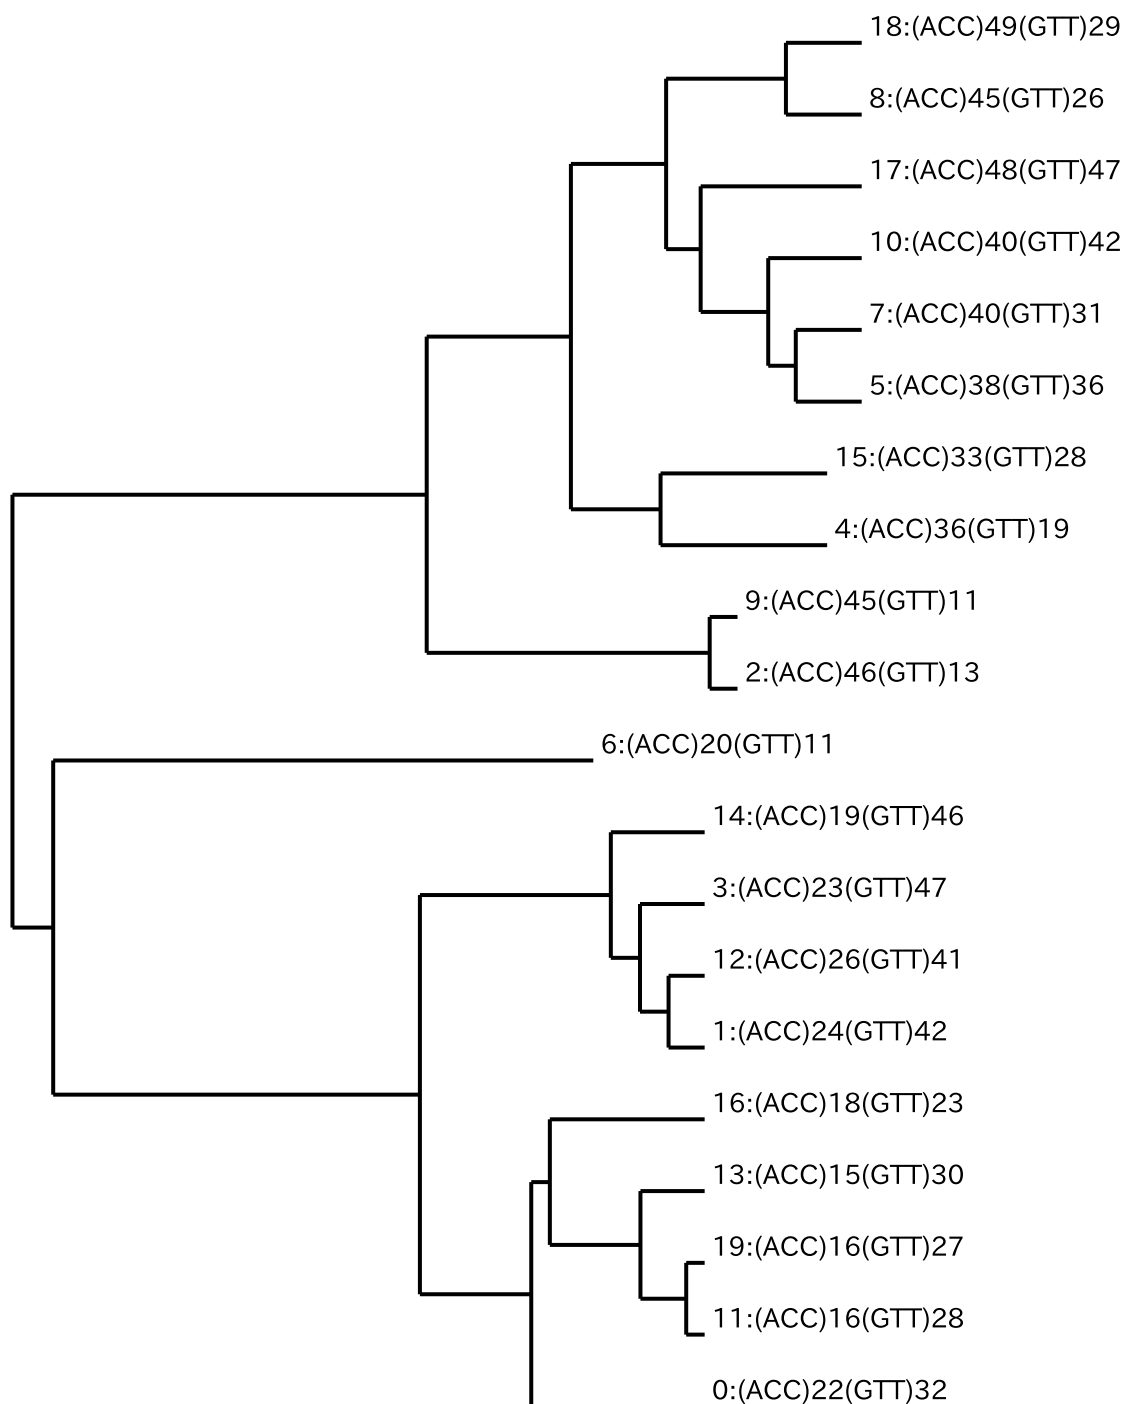 18:(ACC)49(GTT)29
8:(ACC)45(GTT)26
17:(ACC)48(GTT)47
10:(ACC)40(GTT)42
7:(ACC)40(GTT)31
5:(ACC)38(GTT)36
15:(ACC)33(GTT)28
4:(ACC)36(GTT)19
9:(ACC)45(GTT)11
2:(ACC)46(GTT)13
6:(ACC)20(GTT)11
14:(ACC)19(GTT)46
3:(ACC)23(GTT)47
12:(ACC)26(GTT)41
1:(ACC)24(GTT)42
16:(ACC)18(GTT)23
13:(ACC)15(GTT)30
19:(ACC)16(GTT)27
11:(ACC)16(GTT)28
0:(ACC)22(GTT)32